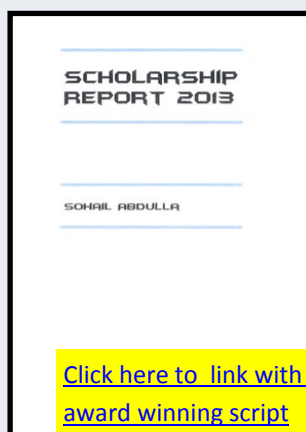 SCHOLARSHIP
REPORT 2013
SOHAIL ABDULLA
Click here to link with
award winning script